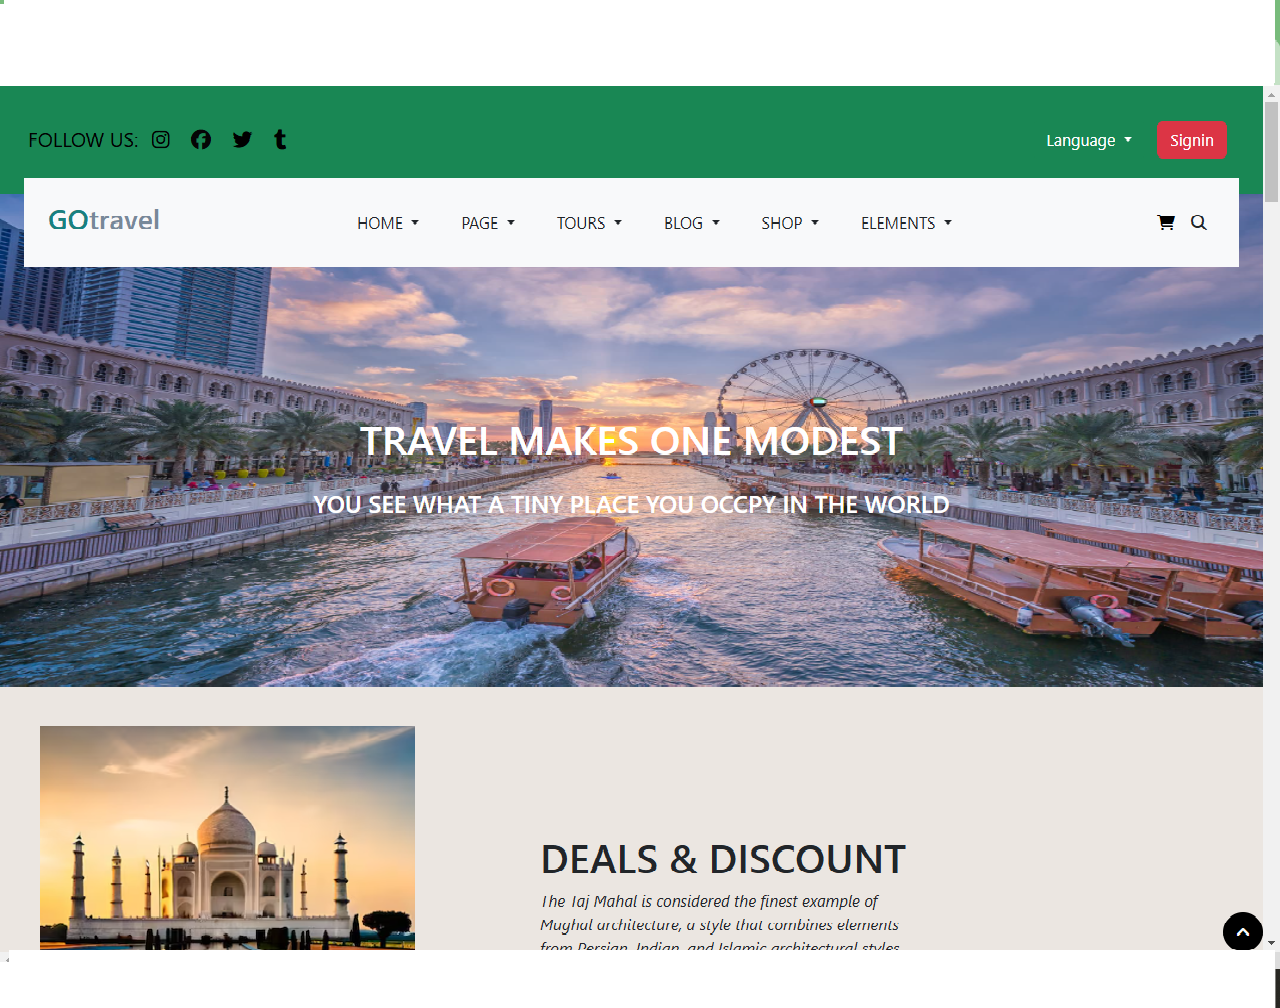 FOLLOW US:
Language
Signin
GOtravel
HOME
PAGE
TOURS
BLOG
SHOP
ELEMENTS
TRAVEL MAKES ONE MODEST
YOU SEE WHAT A TINY PLACE YOU OCCPY IN THE WORLD
DEALS & DISCOUNT
The Taj Mahal is considered the finest example of
Mughal architecture, a style that combines elements
from Persian, Indian, and Islamic architectural styles